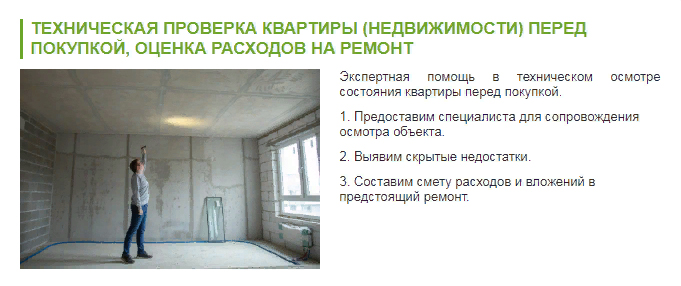 ТЕХНИЧЕСКАЯ ПРОВЕРКА КВАРТИРЫ (НЕДВИЖИМОСТИ) ПЕРЕД
ПОКУПКОЙ, ОЦЕНКА РАСХОДОВ НА РЕМОНТ
Экспертная помощь в техническом осмотре
состояния квартиры перед покупкой.
1. Предоставим специалиста для сопровождения
осмотра объекта.
2. Выявим скрытые недостатки.
3. Составим смету расходов и вложений в
предстоящий ремонт.